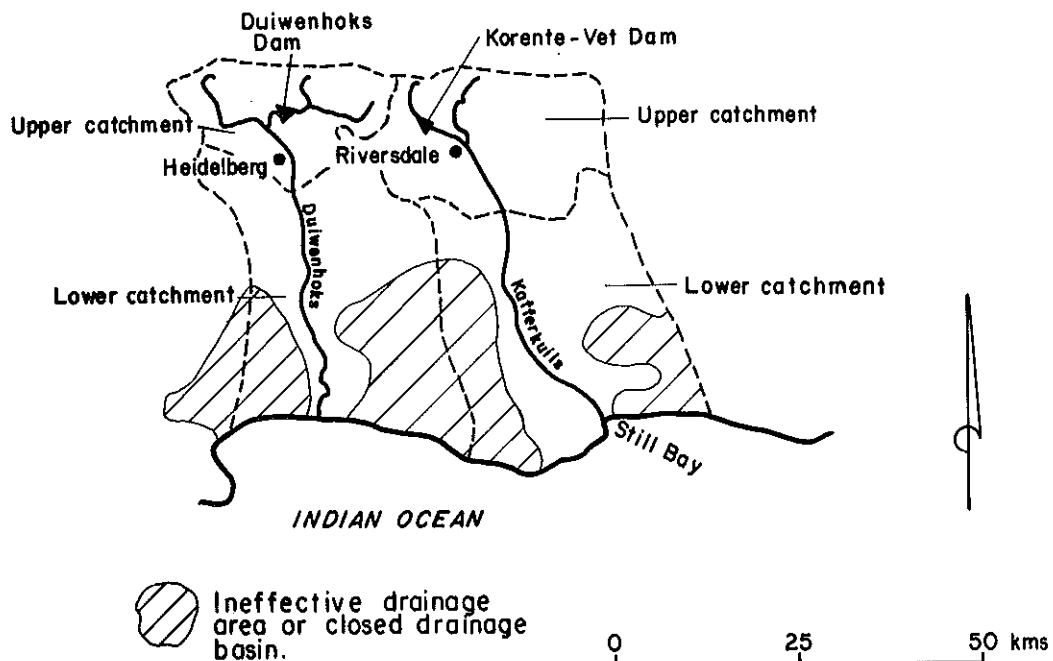 Duiwenhoks
Dam
Korente-Vet Dam
Upper catchment
Upper catchment
Heidelberg
Riversdale
Duiwenhoks
Lower catchment
Lower catchment
Kafferkuils
Still Bay
INDIAN OCEAN
Ineffective drainage
area or closed drainage
basin.
0 25 50 kms